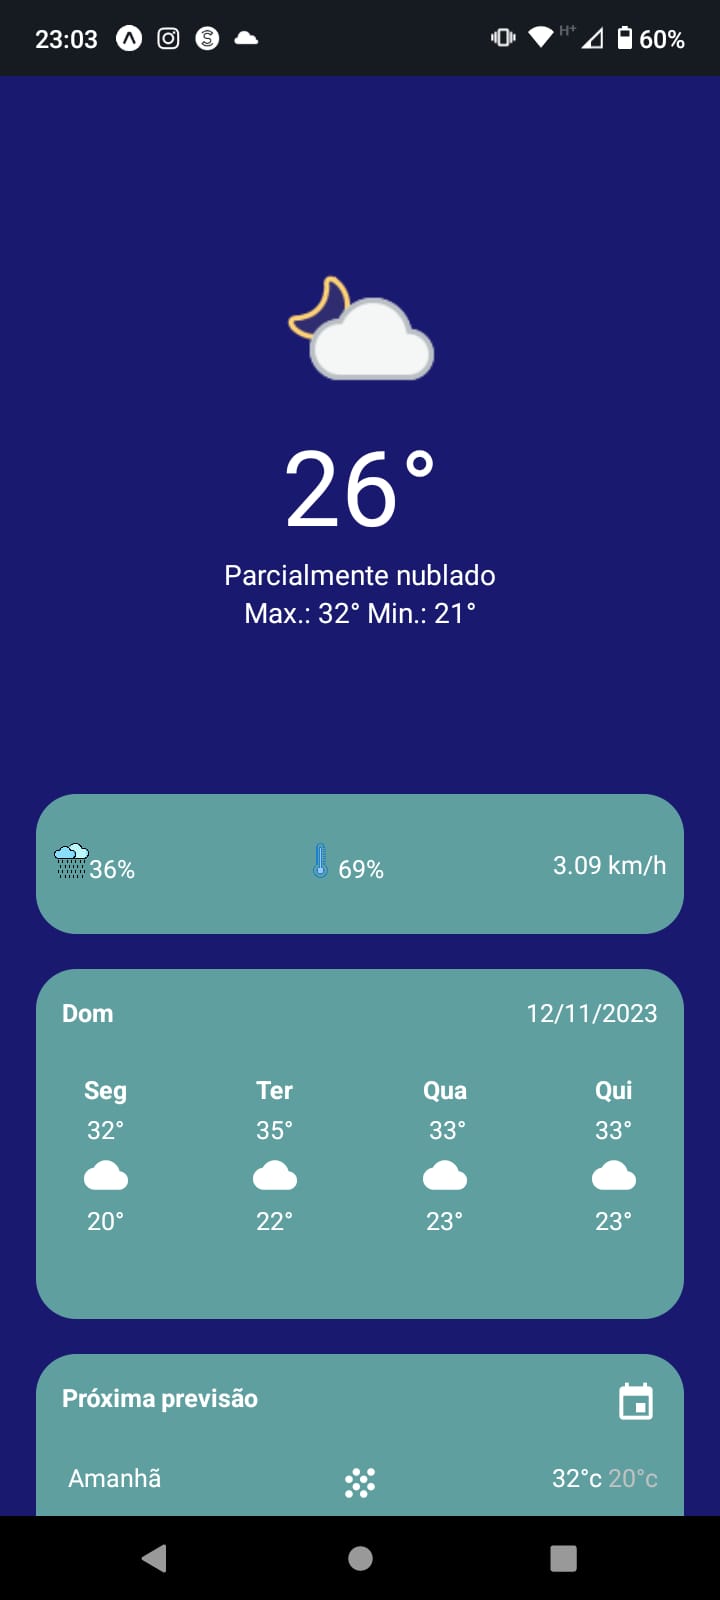 23:03 H+ 60%
26°
Parcialmente nublado
Max.: 32° Min.: 21°
36% 69% 3.09 km/h
Dom 12/11/2023
Seg Ter Qua Qui
32° 35° 33° 33°
20° 22° 23° 23°
Próxima previsão
Amanhã 32°c 20°c